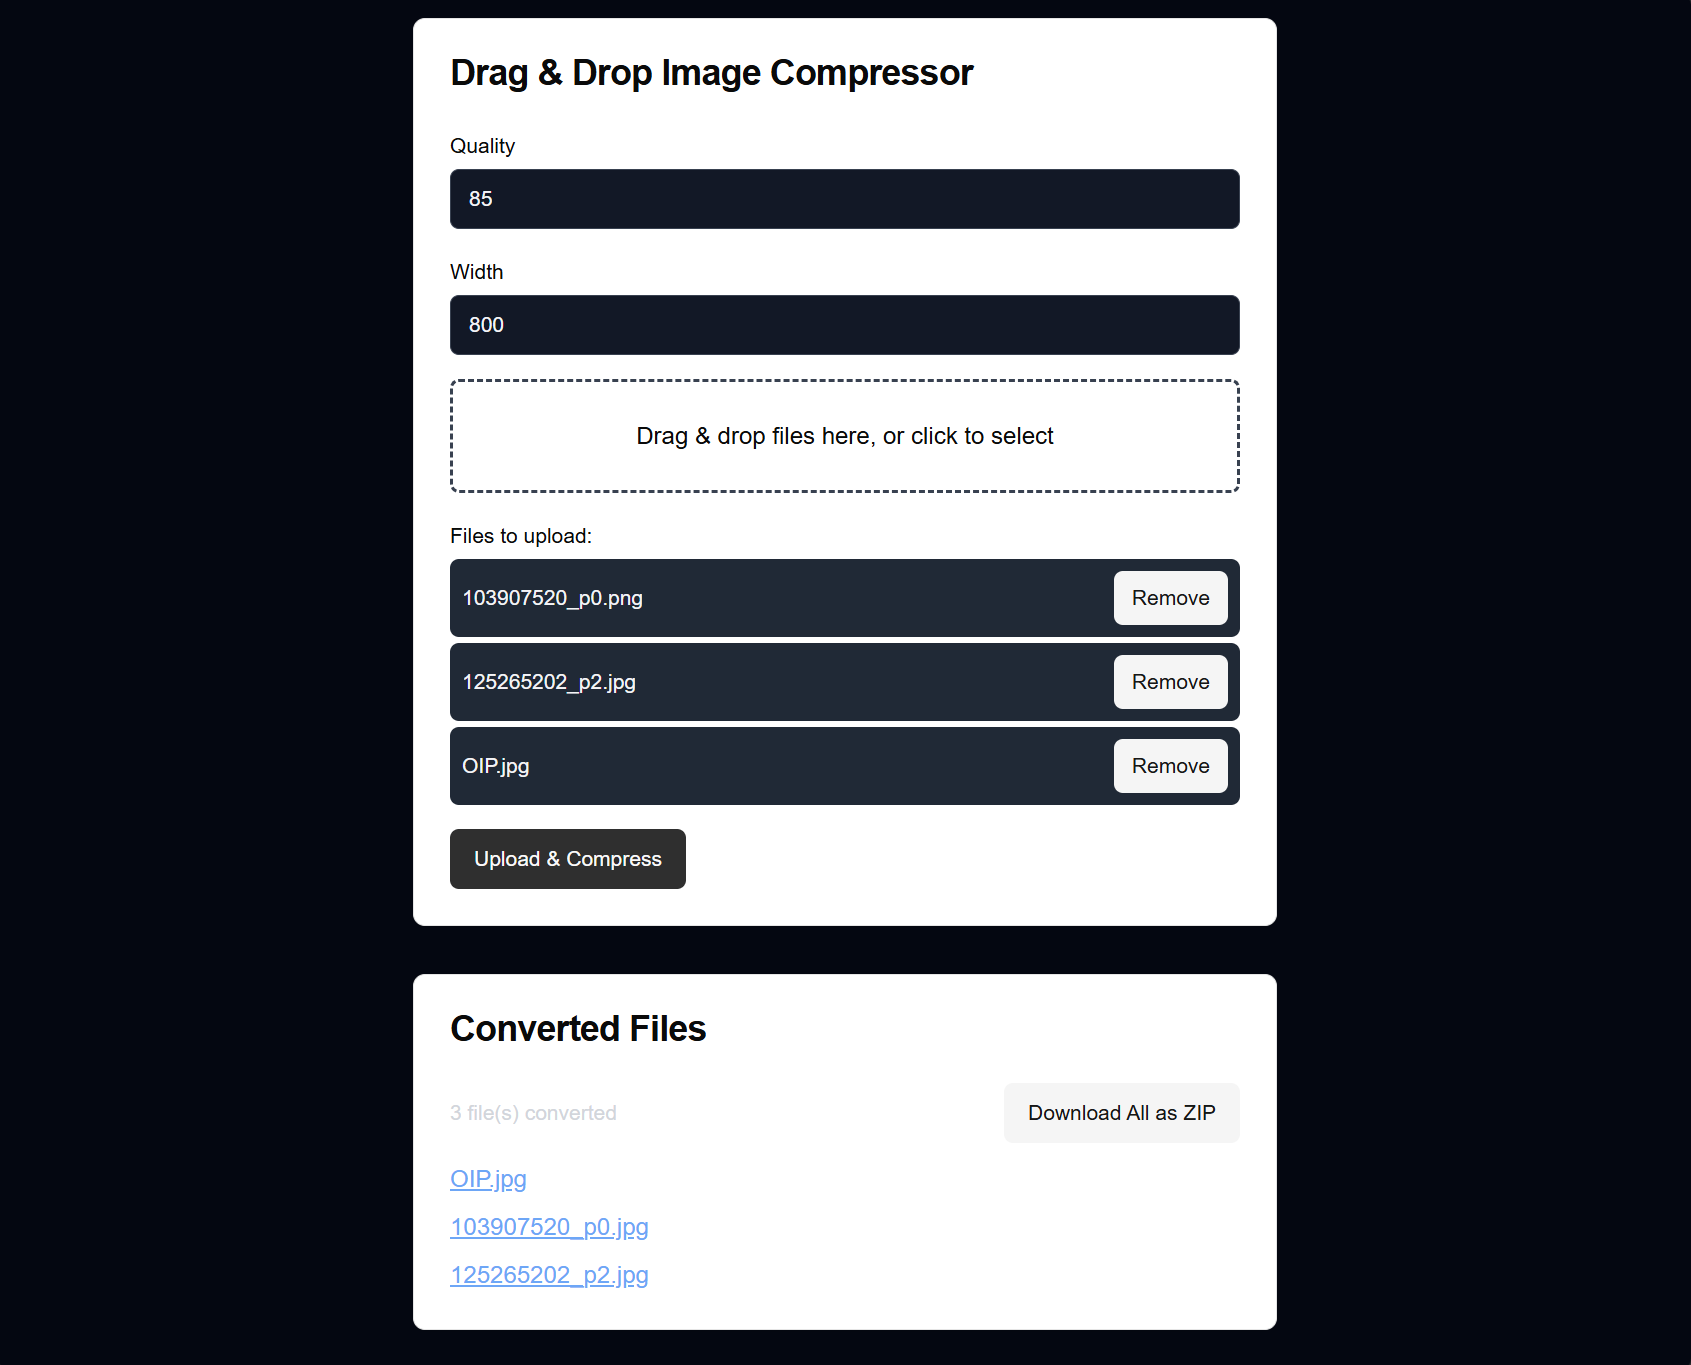 Drag & Drop Image Compressor
Quality
85
Width
800
Drag & drop files here, or click to select
Files to upload:
103907520_p0.png
Remove
125265202_p2.jpg
Remove
OIP.jpg
Remove
Upload & Compress
Converted Files
3 file(s) converted
Download All as ZIP
OIP.jpg
103907520_p0.jpg
125265202_p2.jpg